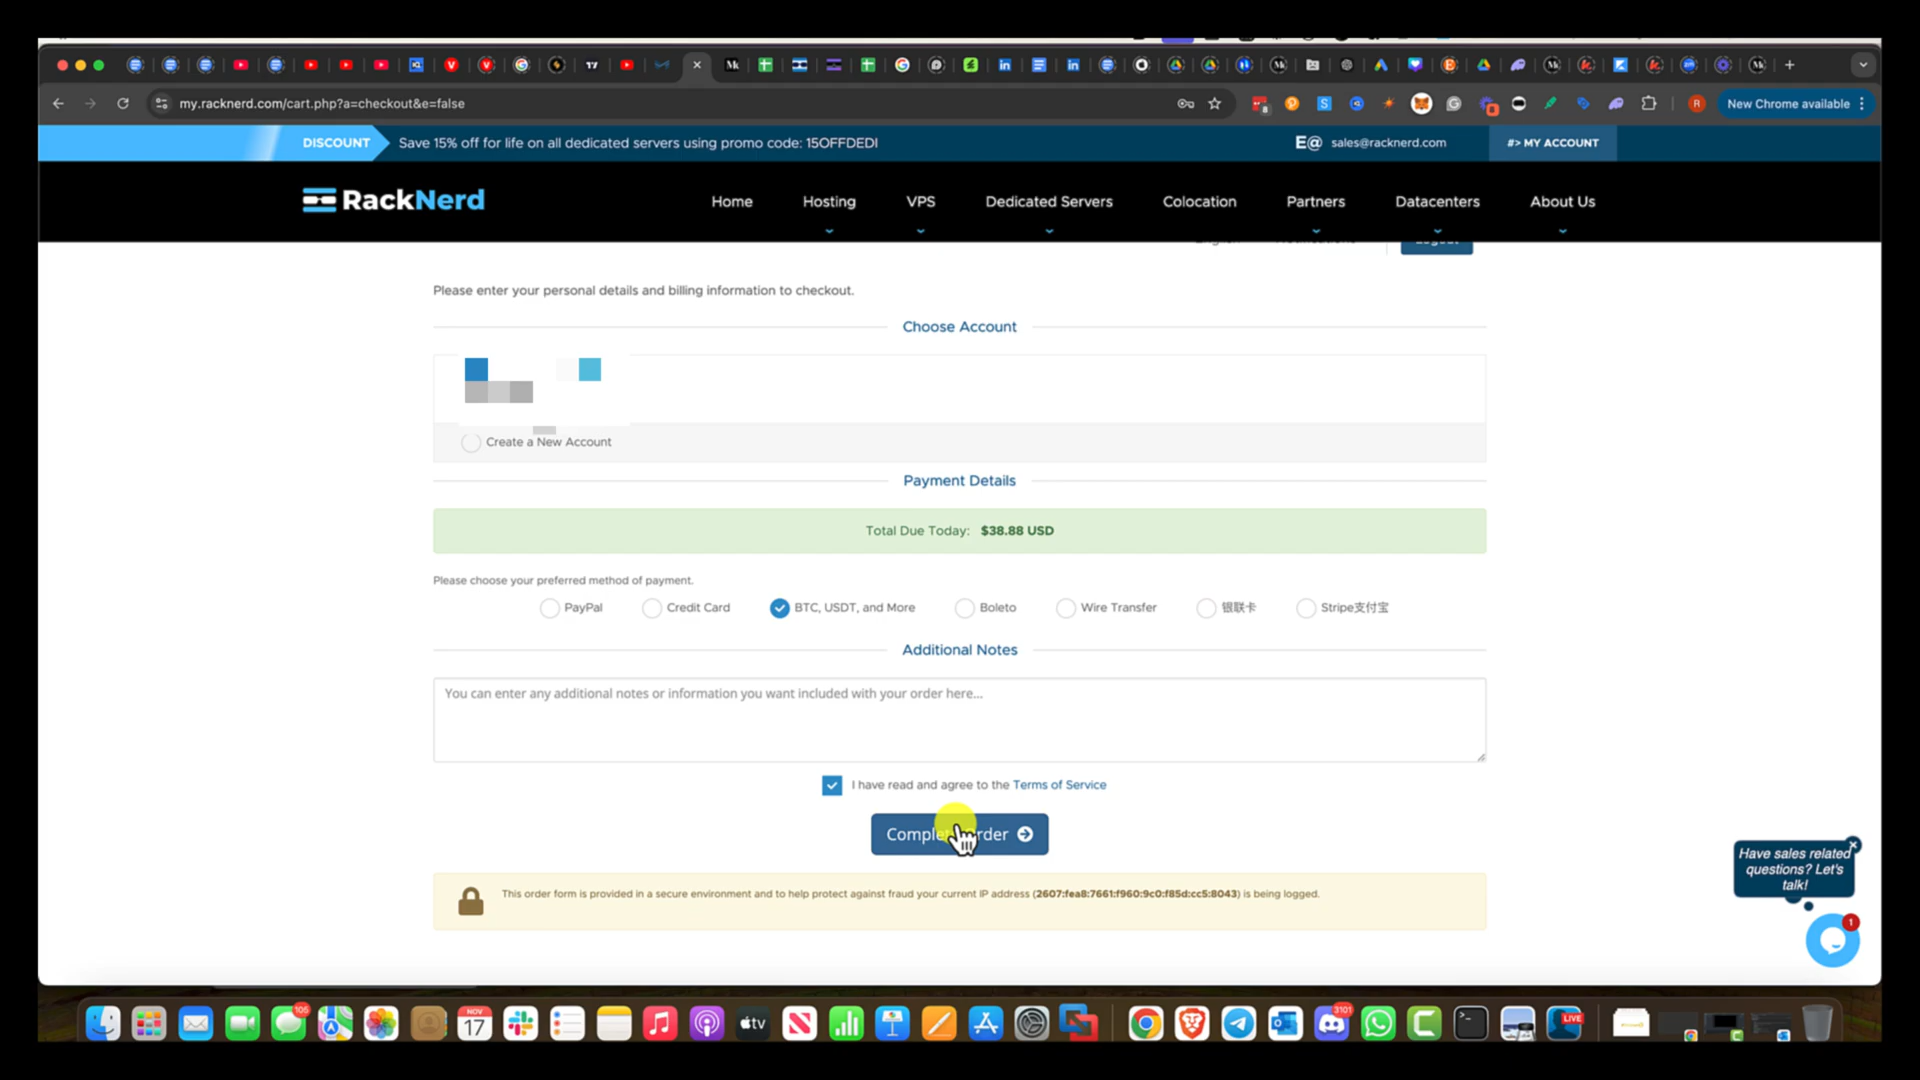 my.racknerd.com/cart.php?a=checkout&e=false
New Chrome available
DISCOUNT
Save 15% off for life on all dedicated servers using promo code: 15OFFDEDI
E@ sales@racknerd.com
#> MY ACCOUNT
RackNerd
Home
Hosting
VPS
Dedicated Servers
Colocation
Partners
Datacenters
About Us
Please enter your personal details and billing information to checkout.
Choose Account
Create a New Account
Payment Details
Total Due Today: $38.88 USD
Please choose your preferred method of payment.
PayPal
Credit Card
BTC, USDT, and More
Boleto
Wire Transfer
银联卡
Stripe支付宝
Additional Notes
You can enter any additional notes or information you want included with your order here...
I have read and agree to the Terms of Service
This order form is provided in a secure environment and to help protect against fraud your current IP address (2607:fea8:7661:f960:9c0:f85d:cc5:8043) is being logged.
Have sales related
questions? Let's
talk!
1
105
NOV
17
tv
3101
LIVE